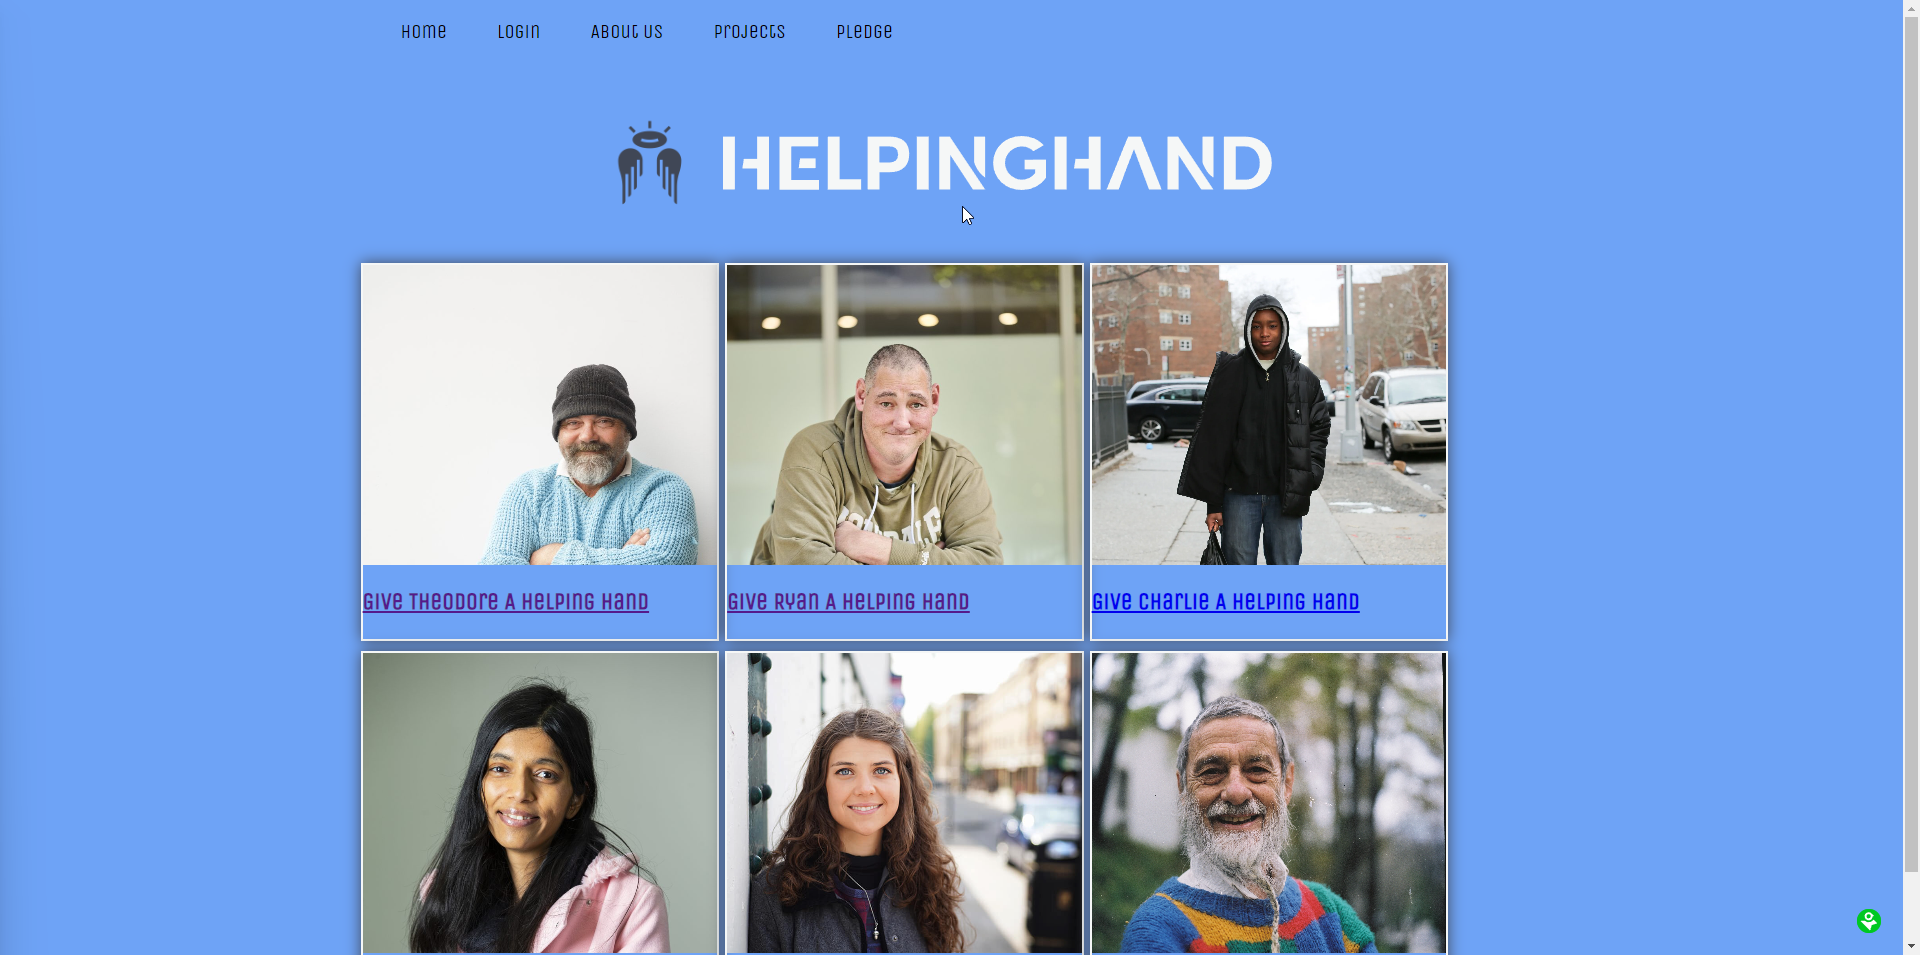 Home Login About Us Projects Pledge
HELPINGHAND
Give Theodore A Helping Hand Give Ryan A Helping Hand Give Charlie A Helping Hand